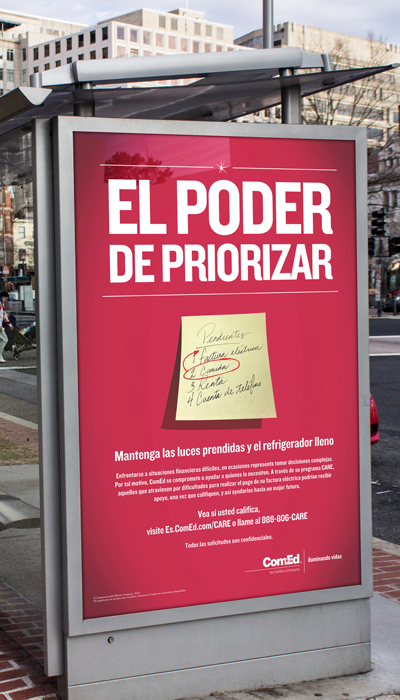 EL PODER
DE PRIORIZAR
Pendientes
1 Factura eléctrica
2 Comida
3 Renta
4 Cuenta de teléfono
Mantenga las luces prendidas y el refrigerador lleno
Enfrentarse a situaciones financieras difíciles, en ocasiones representa tomar decisiones complejas.
Por tal motivo, ComEd se compromete a ayudar a quienes lo necesiten. A través de su programa CARE,
aquellos que atraviesen por dificultades para realizar el pago de su factura eléctrica podrían recibir
apoyo, una vez que califiquen, y así ayudarlos hacia un mejor futuro.
Vea si usted califica,
visite Es.ComEd.com/CARE o llame al 888-806-CARE
Todas las solicitudes son confidenciales.
ComEd.
An Exelon Company
iluminando vidas